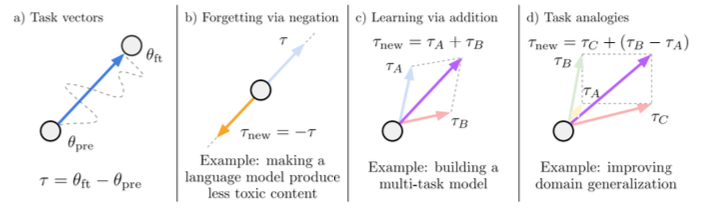 a) Task vectors
θft
θpre
τ = θft − θpre
b) Forgetting via negation
τ
τnew = −τ
Example: making a
language model produce
less toxic content
c) Learning via addition
τnew = τA + τB
τA
τB
Example: building a
multi-task model
d) Task analogies
τnew = τC + (τB − τA)
τB
τA
τC
Example: improving
domain generalization